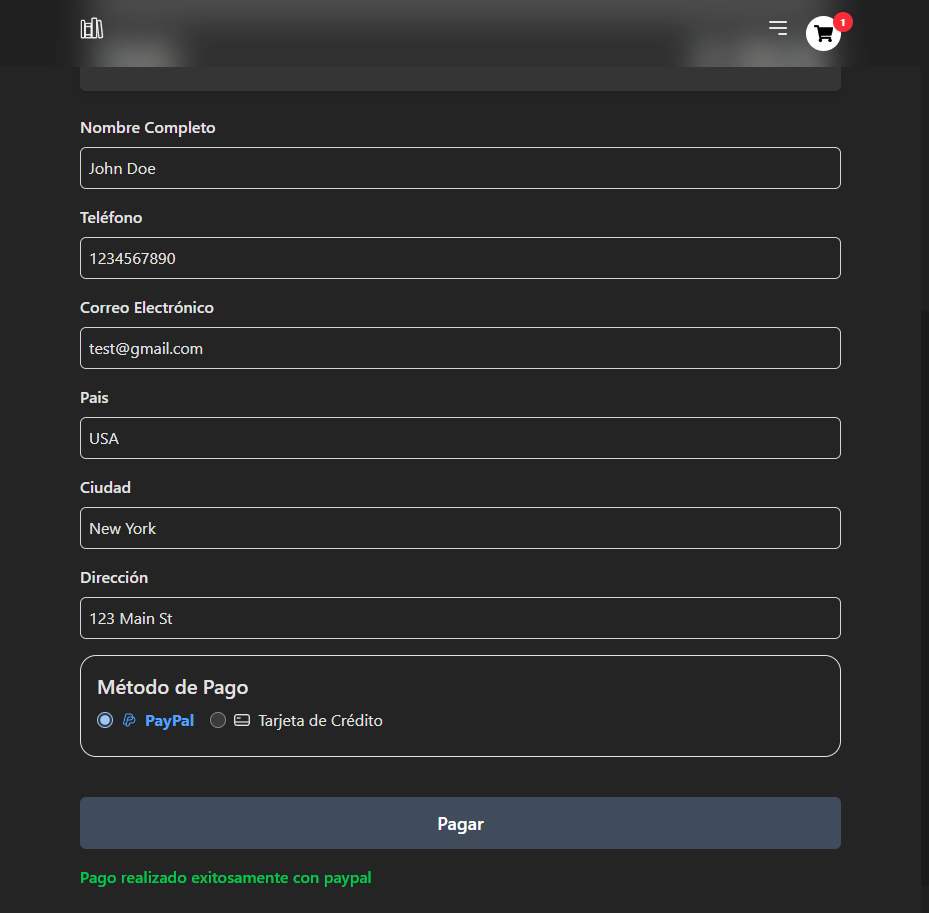 1
Nombre Completo
John Doe
Teléfono
1234567890
Correo Electrónico
test@gmail.com
Pais
USA
Ciudad
New York
Dirección
123 Main St
Método de Pago
PayPal Tarjeta de Crédito
Pagar
Pago realizado exitosamente con paypal